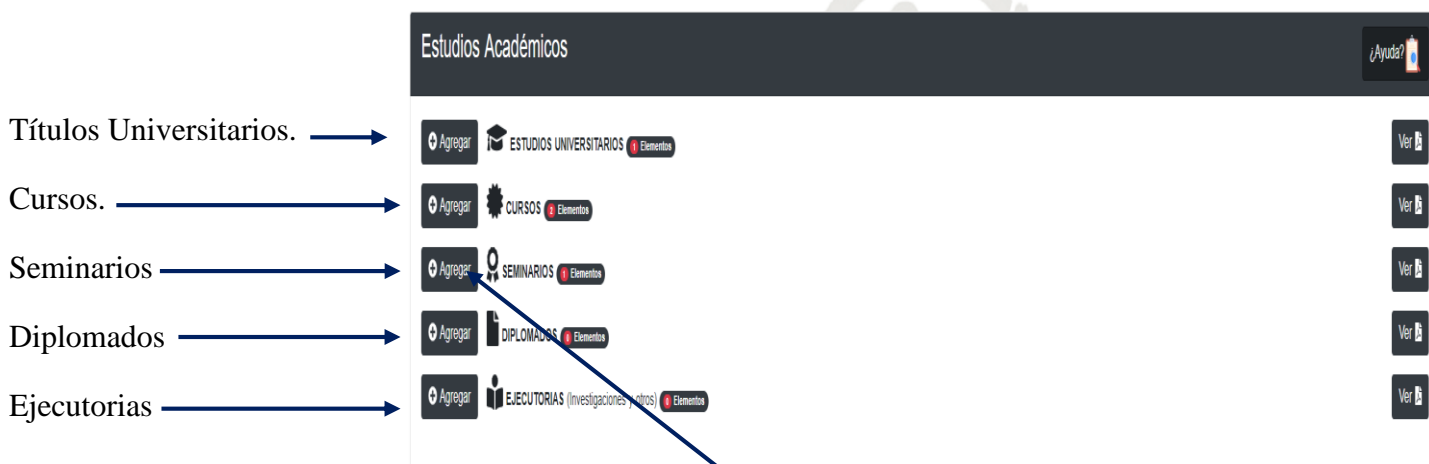 Estudios Académicos ¿Ayuda?
Títulos Universitarios. Agregar ESTUDIOS UNIVERSITARIOS 1 Elementos Ver
Cursos. Agregar CURSOS 2 Elementos Ver
Seminarios Agregar SEMINARIOS 1 Elementos Ver
Diplomados Agregar DIPLOMADOS Elementos Ver
Ejecutorias Agregar EJECUTORIAS (Investigaciones y otros) Elementos Ver